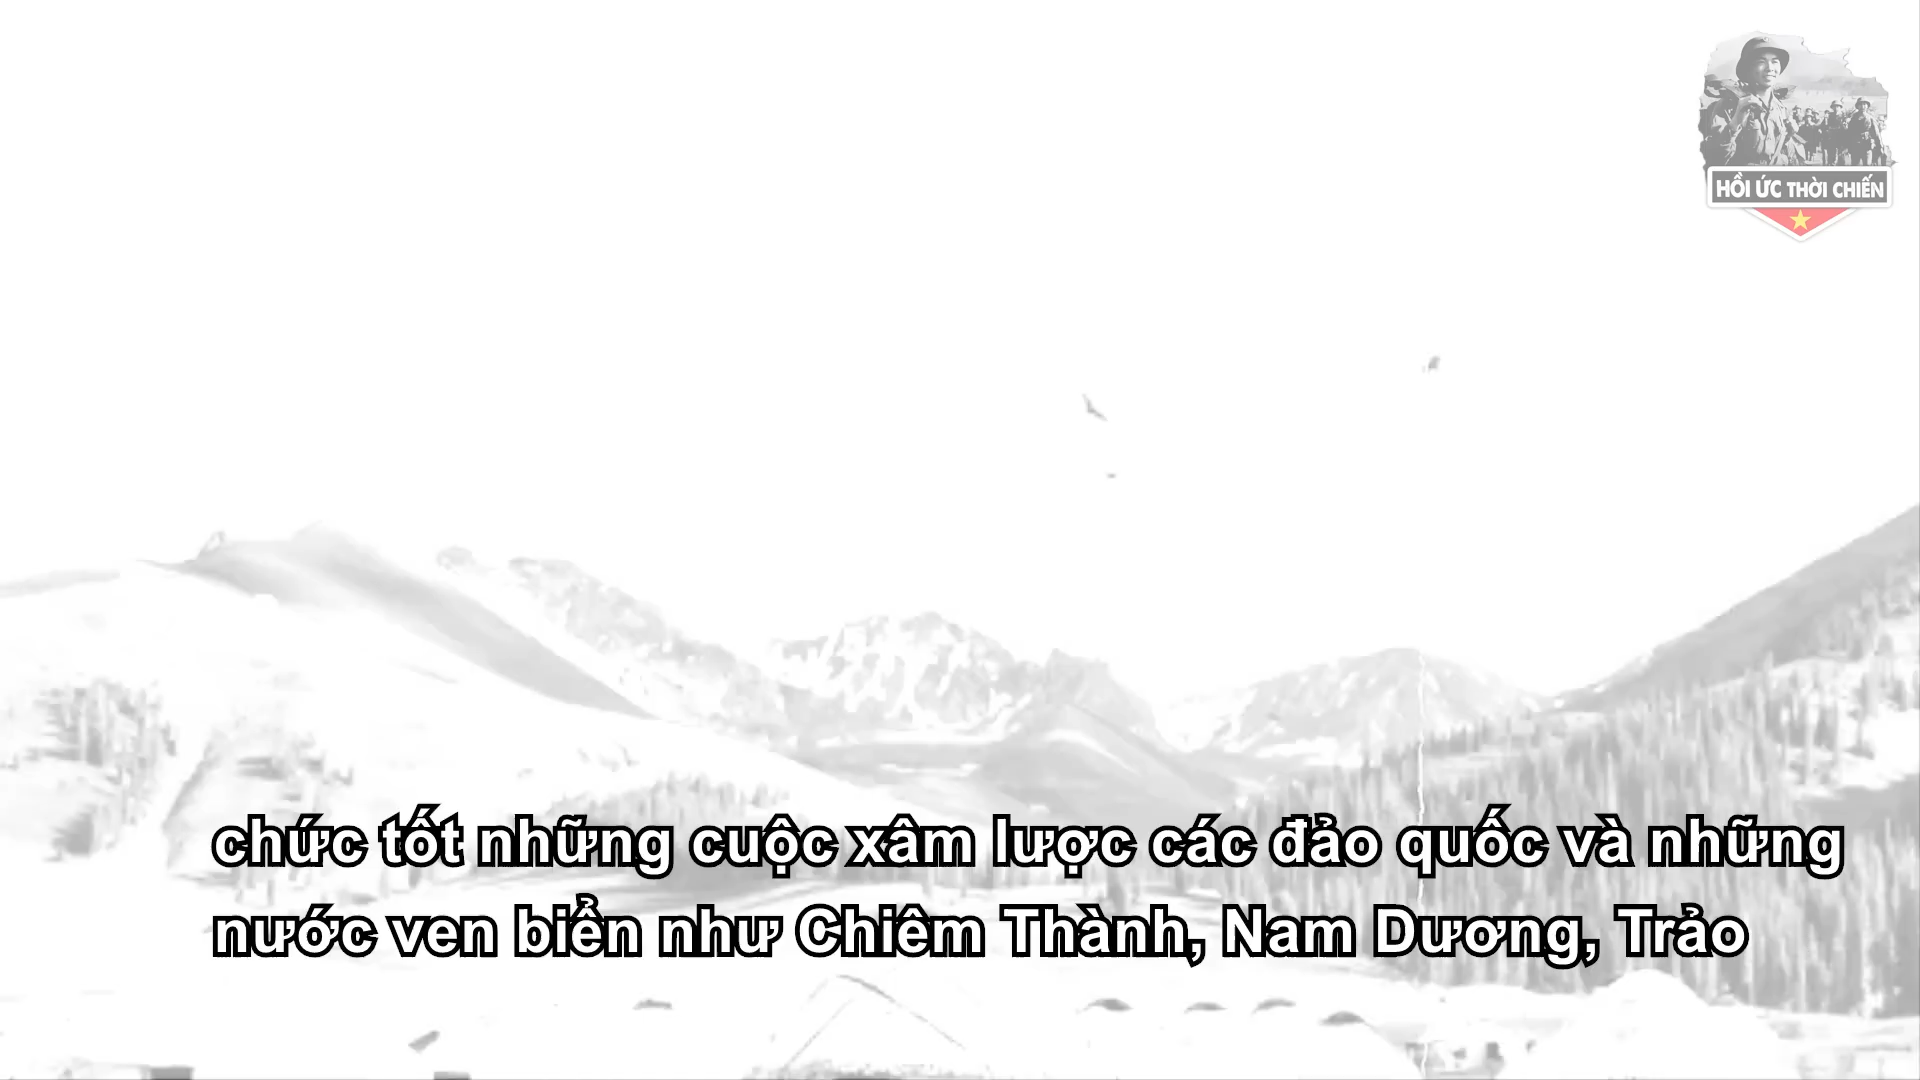 HỒI ỨC THỜI CHIẾN
chức tốt những cuộc xâm lược các đảo quốc và những
nước ven biển như Chiêm Thành, Nam Dương, Trảo